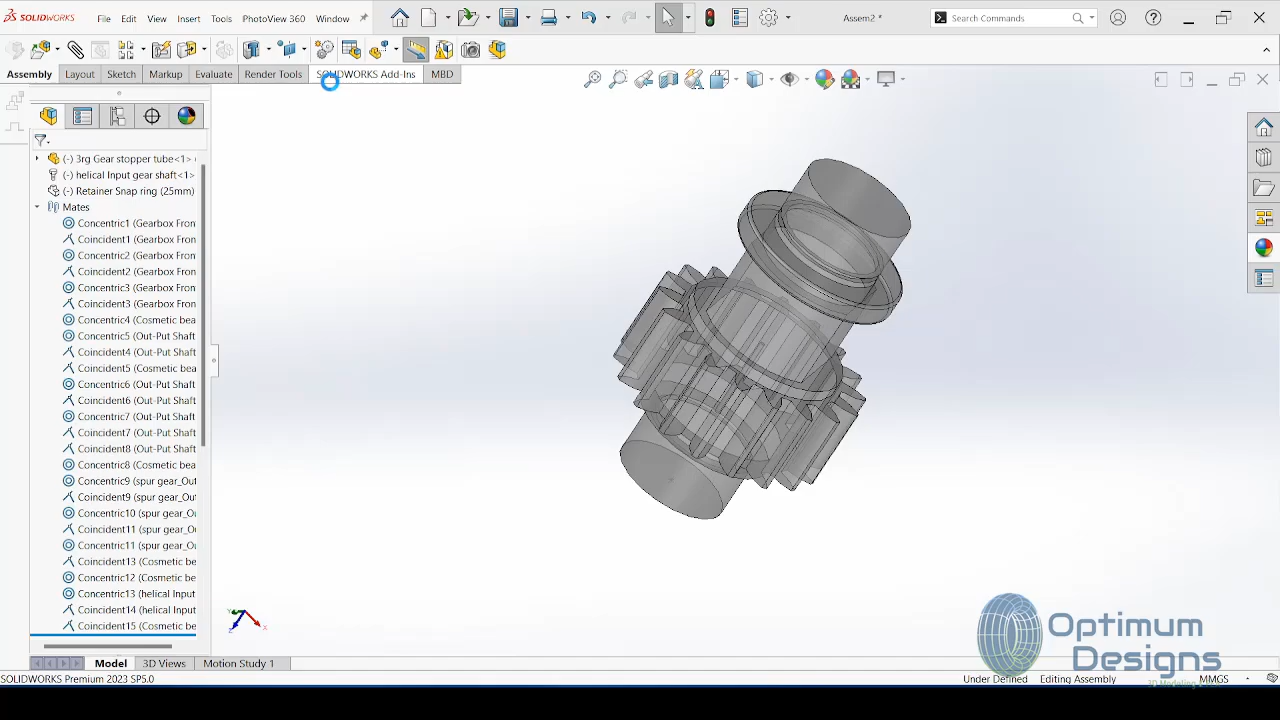 SOLIDWORKS File Edit View Insert Tools PhotoView 360 Window Assem2 * Search Commands
Assembly Layout Sketch Markup Evaluate Render Tools SOLIDWORKS Add-Ins MBD
(-) 3rg Gear stopper tube<1> (
(-) helical Input gear shaft<1>
(-) Retainer Snap ring (25mm)
Mates
Concentric1 (Gearbox Fron
Coincident1 (Gearbox Fron
Concentric2 (Gearbox Fron
Coincident2 (Gearbox Fron
Concentric3 (Gearbox Fron
Coincident3 (Gearbox Fron
Concentric4 (Cosmetic bea
Concentric5 (Out-Put Shaft
Coincident4 (Out-Put Shaft
Coincident5 (Cosmetic bea
Concentric6 (Out-Put Shaft
Coincident6 (Out-Put Shaft
Concentric7 (Out-Put Shaft
Coincident7 (Out-Put Shaft
Coincident8 (Out-Put Shaft
Concentric8 (Cosmetic bea
Concentric9 (spur gear_Ou
Coincident9 (spur gear_Ou
Concentric10 (spur gear_O
Coincident11 (spur gear_O
Concentric11 (spur gear_O
Coincident13 (Cosmetic be
Concentric12 (Cosmetic be
Concentric13 (helical Input
Coincident14 (helical Input
Coincident15 (Cosmetic be
Y Z X
Optimum
Designs
Model 3D Views Motion Study 1
SOLIDWORKS Premium 2023 SP5.0 Under Defined Editing Assembly MMGS